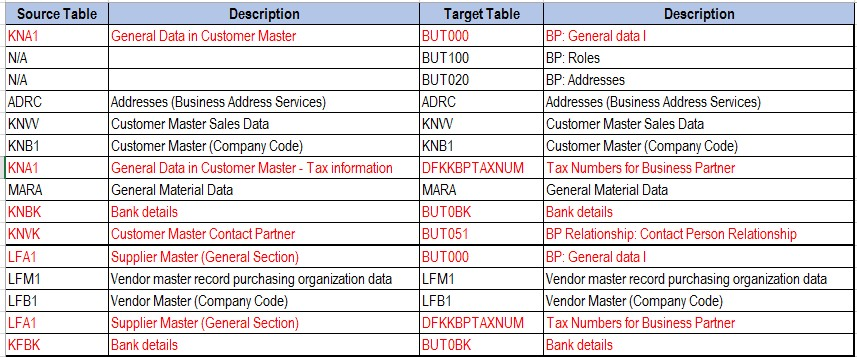 Source Table Description Target Table Description
KNA1 General Data in Customer Master BUT000 BP: General data I
N/A BUT100 BP: Roles
N/A BUT020 BP: Addresses
ADRC Addresses (Business Address Services) ADRC Addresses (Business Address Services)
KNVV Customer Master Sales Data KNVV Customer Master Sales Data
KNB1 Customer Master (Company Code) KNB1 Customer Master (Company Code)
KNA1 General Data in Customer Master - Tax information DFKKBPTAXNUM Tax Numbers for Business Partner
MARA General Material Data MARA General Material Data
KNBK Bank details BUT0BK Bank details
KNVK Customer Master Contact Partner BUT051 BP Relationship: Contact Person Relationship
LFA1 Supplier Master (General Section) BUT000 BP: General data I
LFM1 Vendor master record purchasing organization data LFM1 Vendor master record purchasing organization data
LFB1 Vendor Master (Company Code) LFB1 Vendor Master (Company Code)
LFA1 Supplier Master (General Section) DFKKBPTAXNUM Tax Numbers for Business Partner
KFBK Bank details BUT0BK Bank details